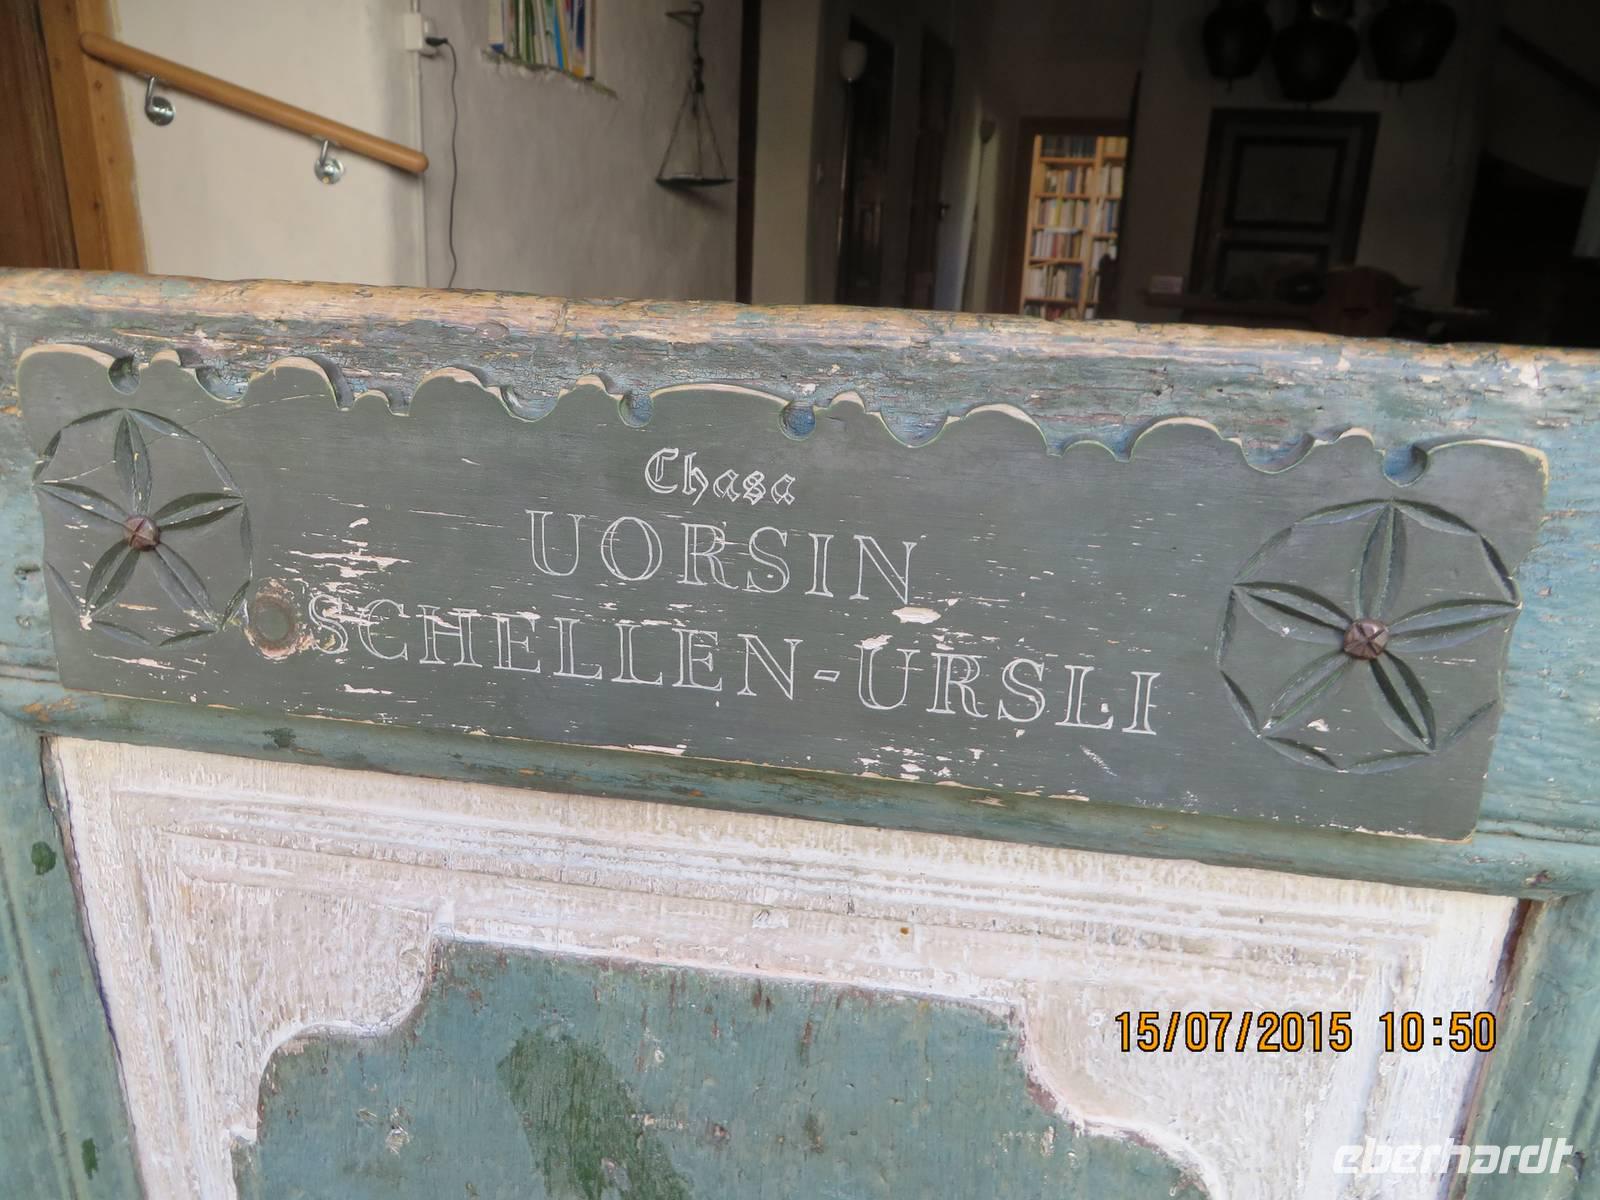 Chasa
UORSIN
SCHELLEN-URSLI
15/07/2015 10:50
eberhardt